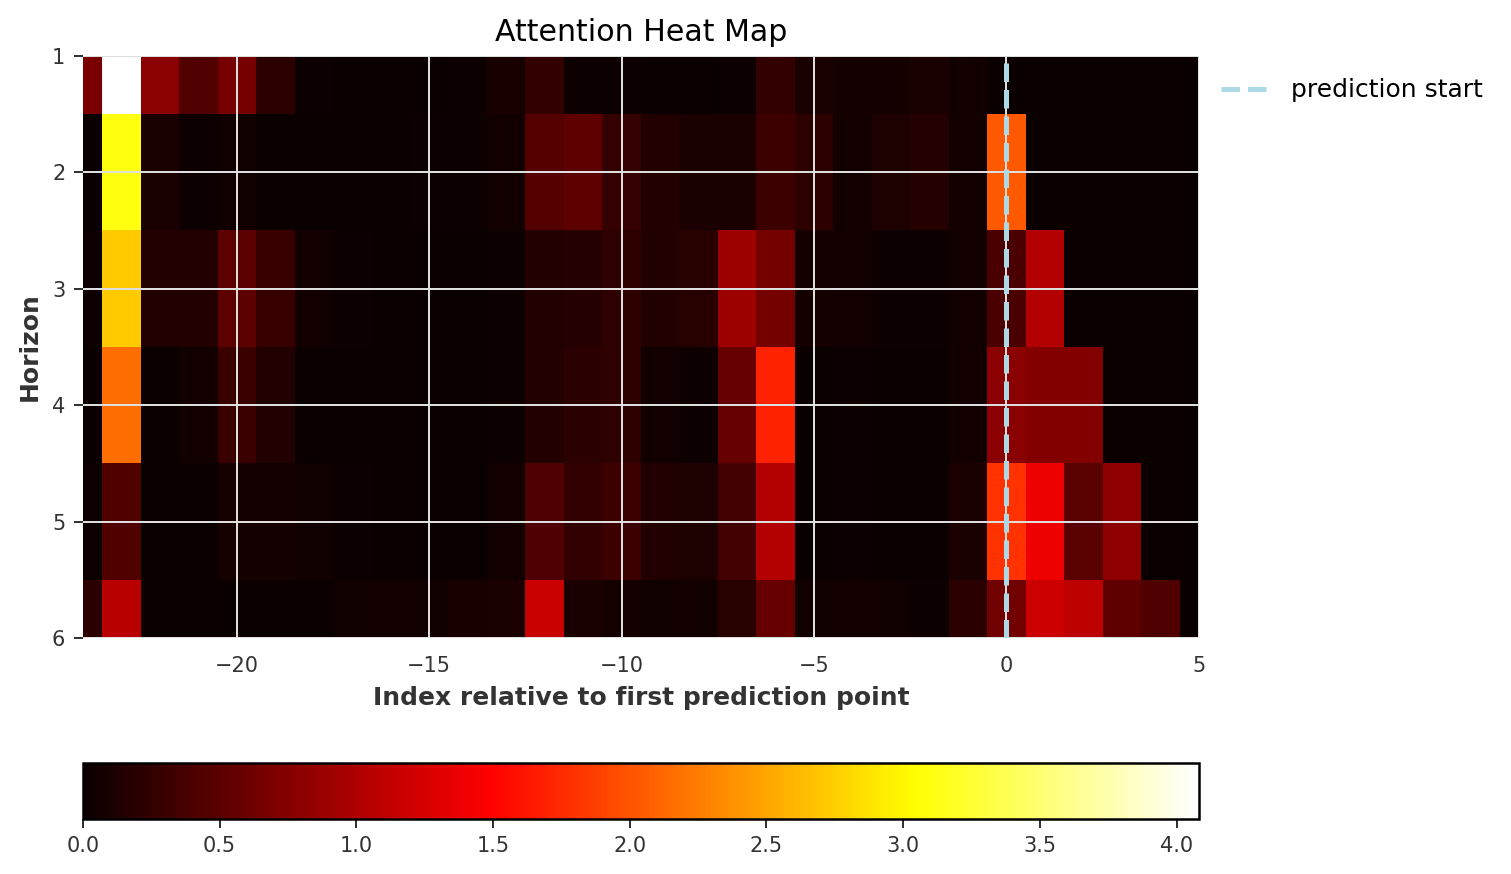 Attention Heat Map
prediction start
Horizon
1
2
3
4
5
6
−20 −15 −10 −5 0 5
Index relative to first prediction point
0.0 0.5 1.0 1.5 2.0 2.5 3.0 3.5 4.0